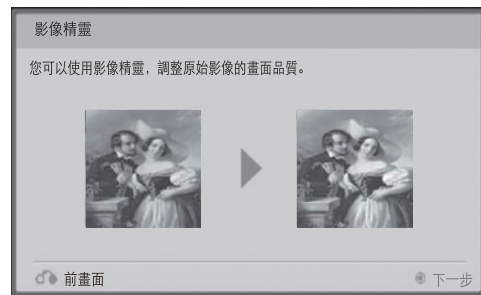 影像精靈
您可以使用影像精靈，調整原始影像的畫面品質。
前畫面
下一步